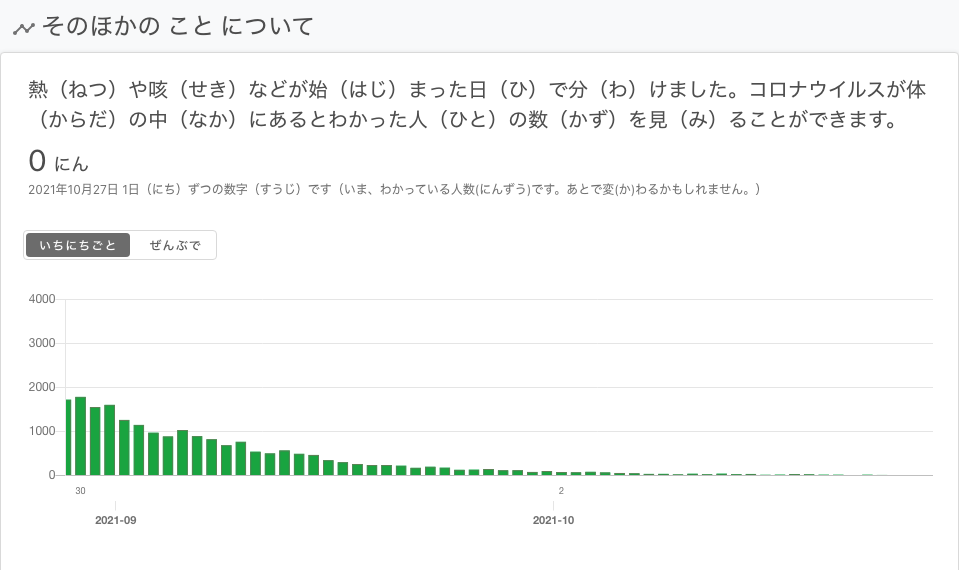 そのほかの こと について
熱（ねつ）や咳（せき）などが始（はじ）まった日（ひ）で分（わ）けました。コロナウイルスが体
（からだ）の中（なか）にあるとわかった人（ひと）の数（かず）を見（み）ることができます。
0 にん
2021年10月27日 1日（にち）ずつの数字（すうじ）です（いま、わかっている人数(にんずう)です。あとで変(か)わるかもしれません。）
いちにちごと ぜんぶで
4000
3000
2000
1000
0
30 2
2021-09 2021-10